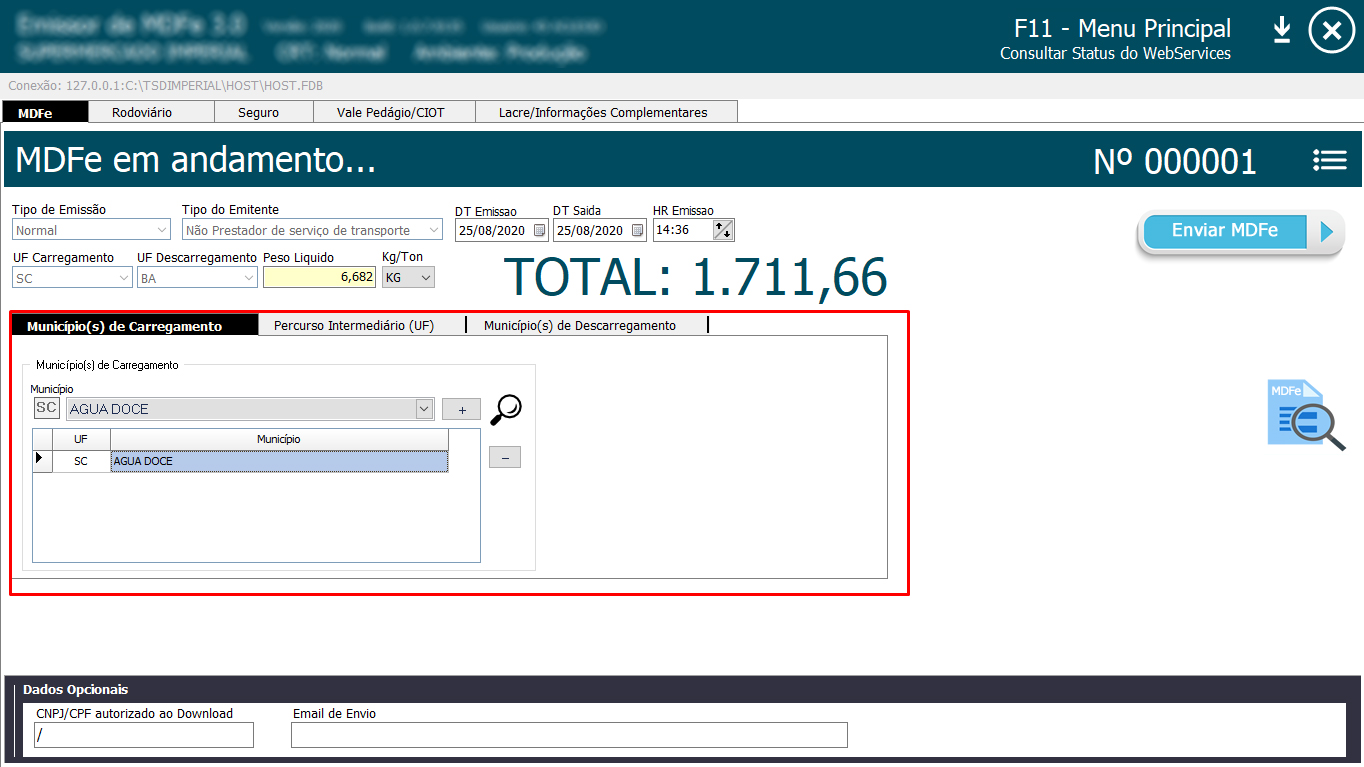 F11 - Menu Principal
Consultar Status do WebServices
Conexão: 127.0.0.1:C:\TSDIMPERIAL\HOST\HOST.FDB
MDFe Rodoviário Seguro Vale Pedágio/CIOT Lacre/Informações Complementares
MDFe em andamento... Nº 000001
Tipo de Emissão Tipo do Emitente DT Emissao DT Saida HR Emissao
Normal Não Prestador de serviço de transporte 25/08/2020 25/08/2020 14:36
Enviar MDFe
UF Carregamento UF Descarregamento Peso Liquido Kg/Ton
SC BA 6,682 KG
TOTAL: 1.711,66
Município(s) de Carregamento Percurso Intermediário (UF) Município(s) de Descarregamento
Município(s) de Carregamento
Município
SC AGUA DOCE +
MDFe
UF Município
SC AGUA DOCE
–
Dados Opcionais
CNPJ/CPF autorizado ao Download Email de Envio
/